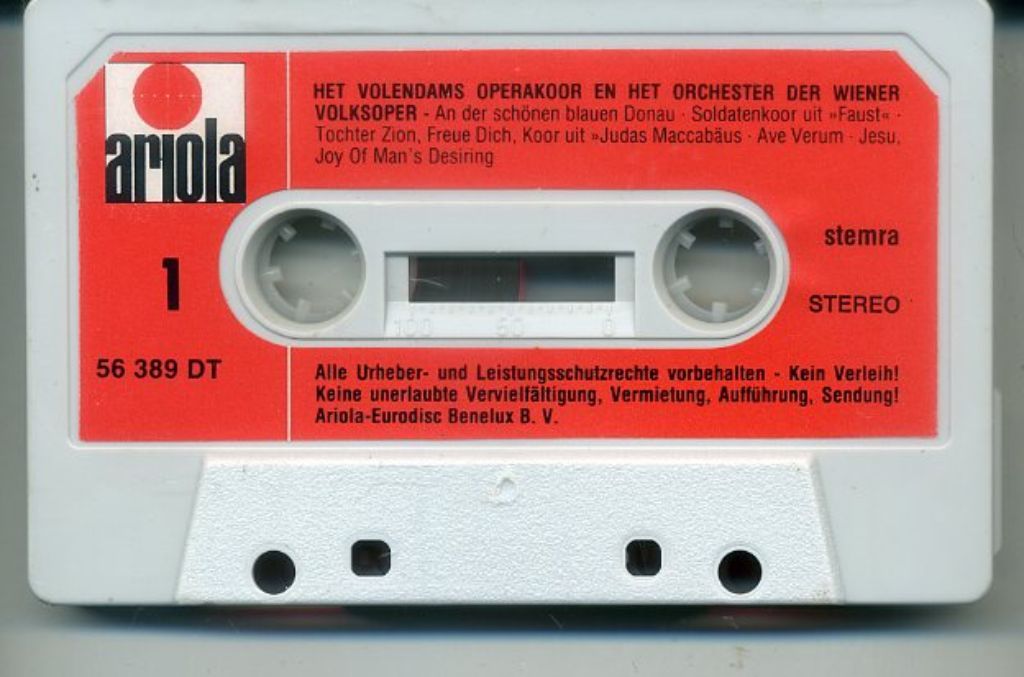 HET VOLENDAMS OPERAKOOR EN HET ORCHESTER DER WIENER
VOLKSOPER - An der schönen blauen Donau · Soldatenkoor uit »Faust« ·
Tochter Zion, Freue Dich, Koor uit »Judas Maccabäus · Ave Verum · Jesu,
Joy Of Man's Desiring
ariola
1
stemra
STEREO
100 50 0
56 389 DT
Alle Urheber- und Leistungsschutzrechte vorbehalten - Kein Verleih!
Keine unerlaubte Vervielfältigung, Vermietung, Aufführung, Sendung!
Ariola-Eurodisc Benelux B. V.